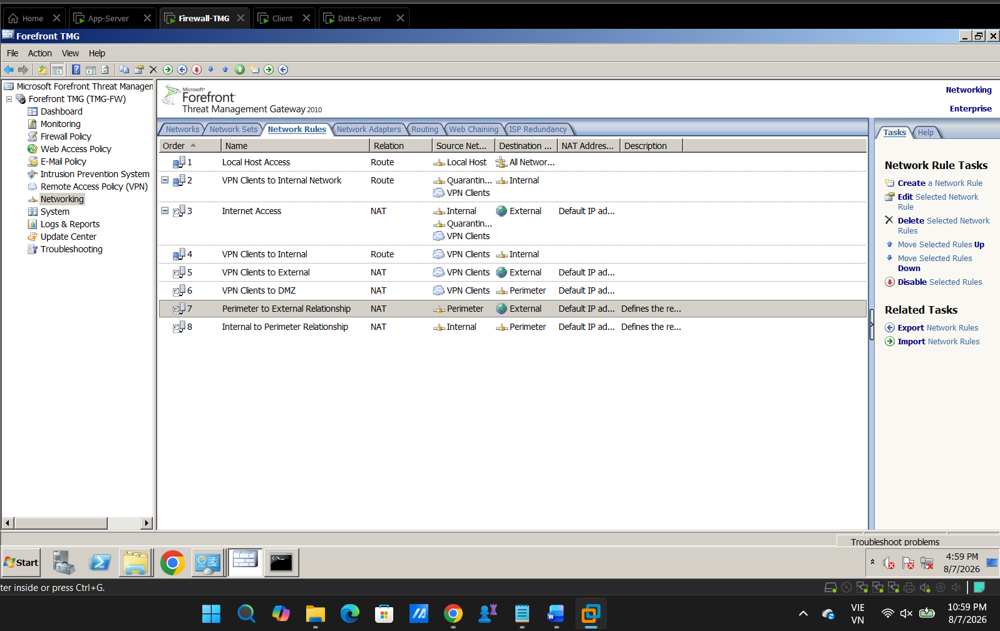 Home
App-Server
Firewall-TMG
Client
Data-Server
Forefront TMG
File Action View Help
Microsoft Forefront Threat Manager
Forefront TMG (TMG-FW)
Dashboard
Monitoring
Firewall Policy
Web Access Policy
E-Mail Policy
Intrusion Prevention System
Remote Access Policy (VPN)
Networking
System
Logs & Reports
Update Center
Troubleshooting
Microsoft
Forefront
Threat Management Gateway 2010
Networking
Enterprise
Networks Network Sets Network Rules Network Adapters Routing Web Chaining ISP Redundancy
Order Name Relation Source Net... Destination ... NAT Addres... Description
1 Local Host Access Route Local Host All Networ...
2 VPN Clients to Internal Network Route Quarantin... Internal
VPN Clients
3 Internet Access NAT Internal External Default IP ad...
Quarantin...
VPN Clients
4 VPN Clients to Internal Route VPN Clients Internal
5 VPN Clients to External NAT VPN Clients External Default IP ad...
6 VPN Clients to DMZ NAT VPN Clients Perimeter Default IP ad...
7 Perimeter to External Relationship NAT Perimeter External Default IP ad... Defines the re...
8 Internal to Perimeter Relationship NAT Internal Perimeter Default IP ad... Defines the re...
Tasks Help
Network Rule Tasks
Create a Network Rule
Edit Selected Network
Rule
Delete Selected Network
Rules
Move Selected Rules Up
Move Selected Rules
Down
Disable Selected Rules
Related Tasks
Export Network Rules
Import Network Rules
Troubleshoot problems
Start
4:59 PM
8/7/2026
ter inside or press Ctrl+G.
VIE
VN
10:59 PM
8/7/2026